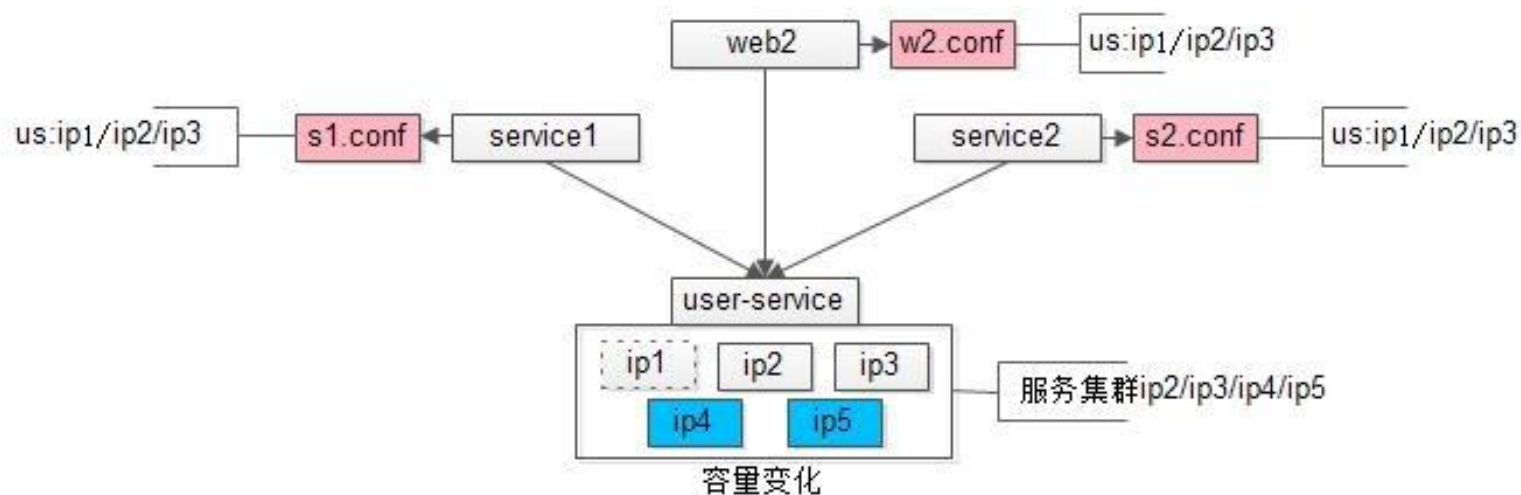 web2
w2.conf
us:ip1/ip2/ip3
us:ip1/ip2/ip3
s1.conf
service1
service2
s2.conf
us:ip1/ip2/ip3
user-service
ip1
ip2
ip3
服务集群ip2/ip3/ip4/ip5
ip4
ip5
容量变化